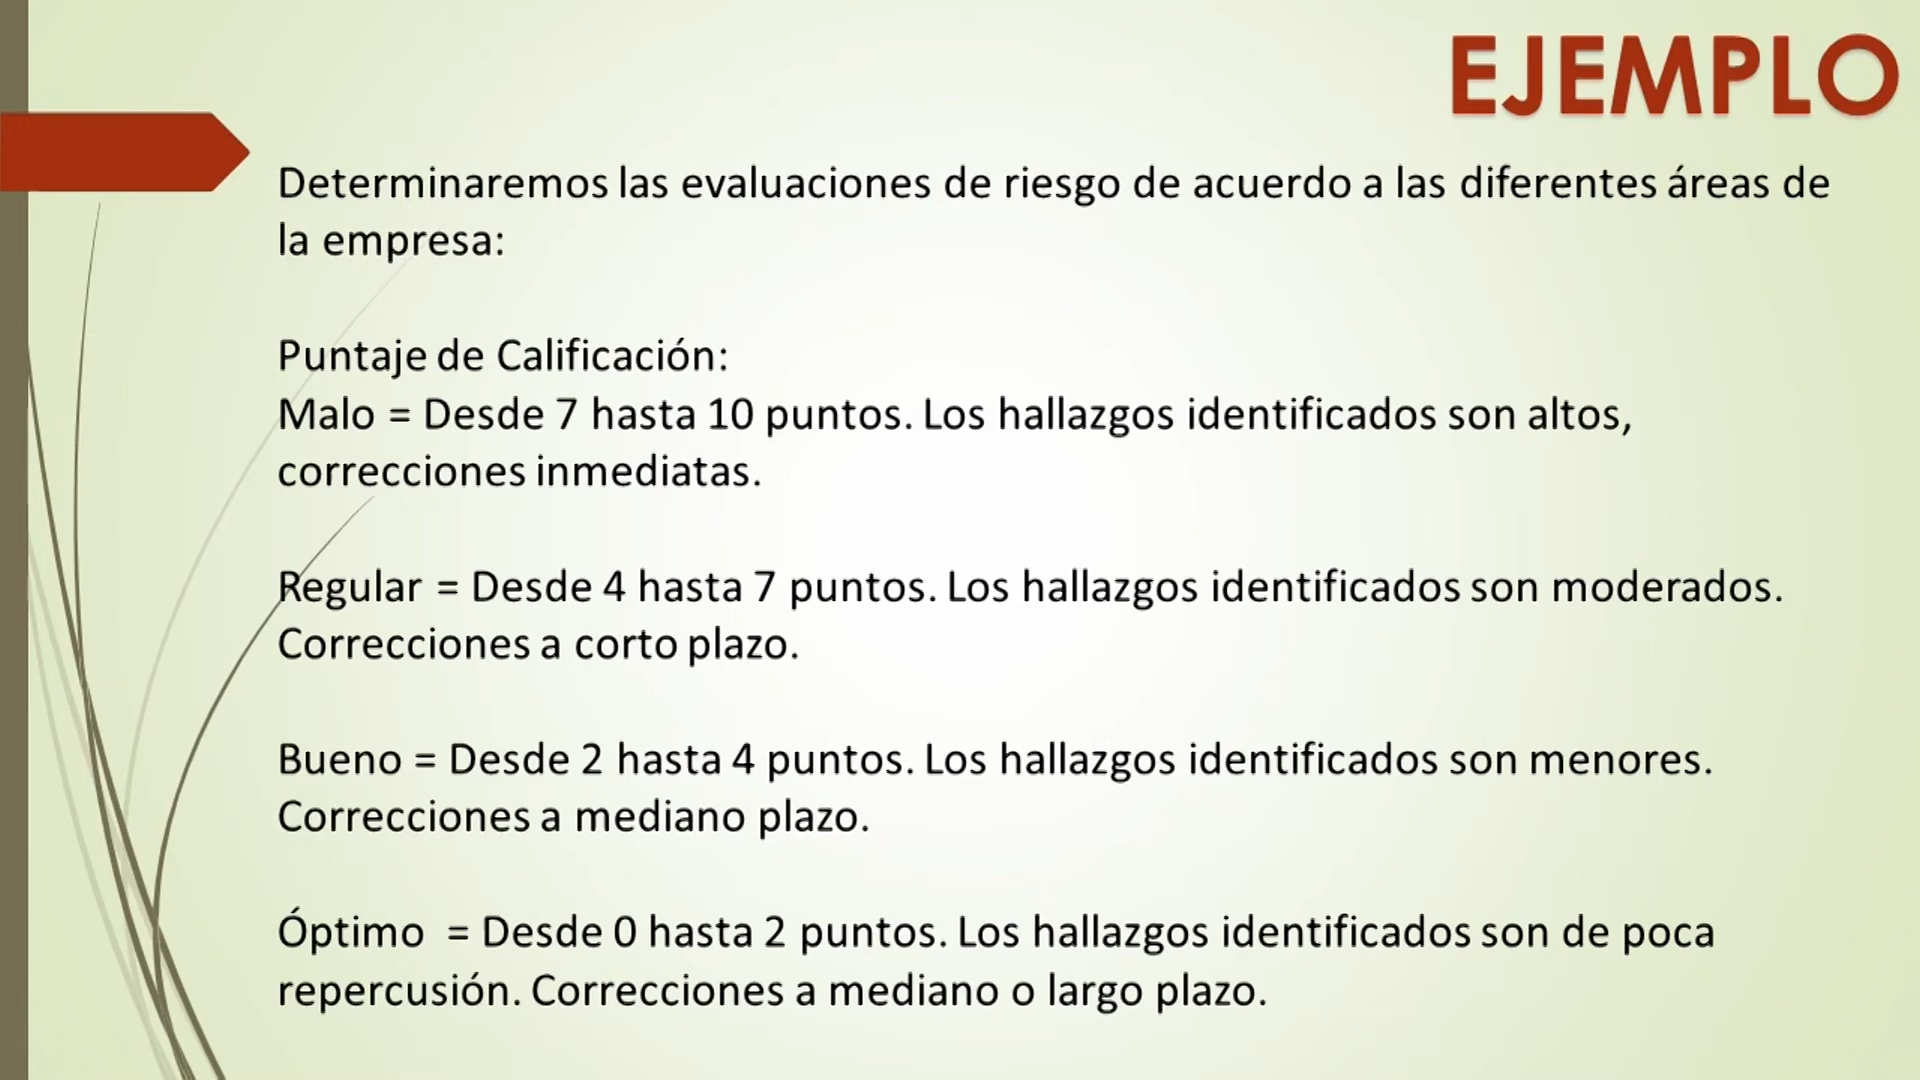 EJEMPLO
Determinaremos las evaluaciones de riesgo de acuerdo a las diferentes áreas de
la empresa:
Puntaje de Calificación:
Malo = Desde 7 hasta 10 puntos. Los hallazgos identificados son altos,
correcciones inmediatas.
Regular = Desde 4 hasta 7 puntos. Los hallazgos identificados son moderados.
Correcciones a corto plazo.
Bueno = Desde 2 hasta 4 puntos. Los hallazgos identificados son menores.
Correcciones a mediano plazo.
Óptimo = Desde 0 hasta 2 puntos. Los hallazgos identificados son de poca
repercusión. Correcciones a mediano o largo plazo.